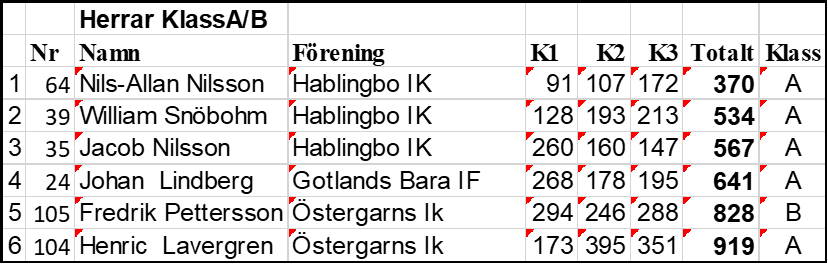 Herrar KlassA/B
Nr Namn Förening K1 K2 K3 Totalt Klass
1 64 Nils-Allan Nilsson Hablingbo IK 91 107 172 370 A
2 39 William Snöbohm Hablingbo IK 128 193 213 534 A
3 35 Jacob Nilsson Hablingbo IK 260 160 147 567 A
4 24 Johan Lindberg Gotlands Bara IF 268 178 195 641 A
5 105 Fredrik Pettersson Östergarns Ik 294 246 288 828 B
6 104 Henric Lavergren Östergarns Ik 173 395 351 919 A